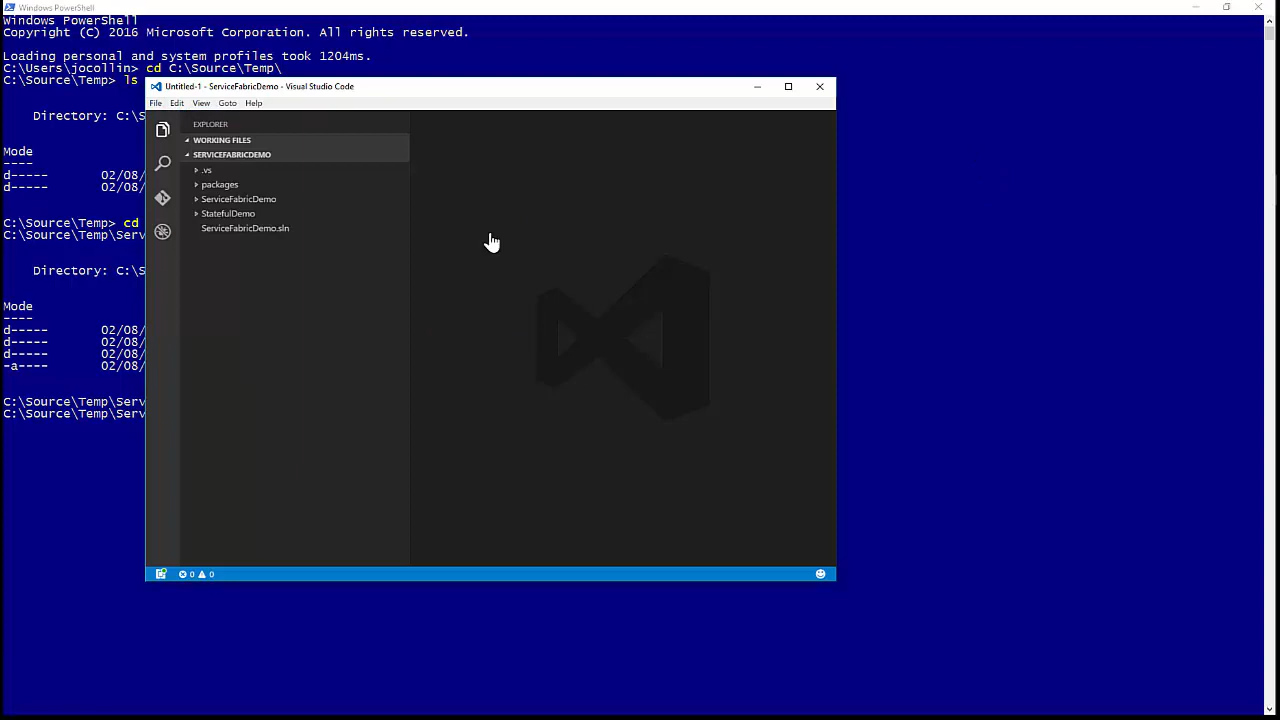 Windows PowerShell
Windows PowerShell
Copyright (C) 2016 Microsoft Corporation. All rights reserved.
Loading personal and system profiles took 1204ms.
C:\Users\jocollin> cd C:\Source\Temp\
C:\Source\Temp> ls
Directory: C:\S
Mode
----
d----- 02/08/
d----- 02/08/
C:\Source\Temp> cd
C:\Source\Temp\Serv
Directory: C:\S
Mode
----
d----- 02/08/
d----- 02/08/
d----- 02/08/
-a---- 02/08/
C:\Source\Temp\Serv
C:\Source\Temp\Serv
Untitled-1 - ServiceFabricDemo - Visual Studio Code
File Edit View Goto Help
EXPLORER
WORKING FILES
SERVICEFABRICDEMO
.vs
packages
ServiceFabricDemo
StatefulDemo
ServiceFabricDemo.sln
0 0